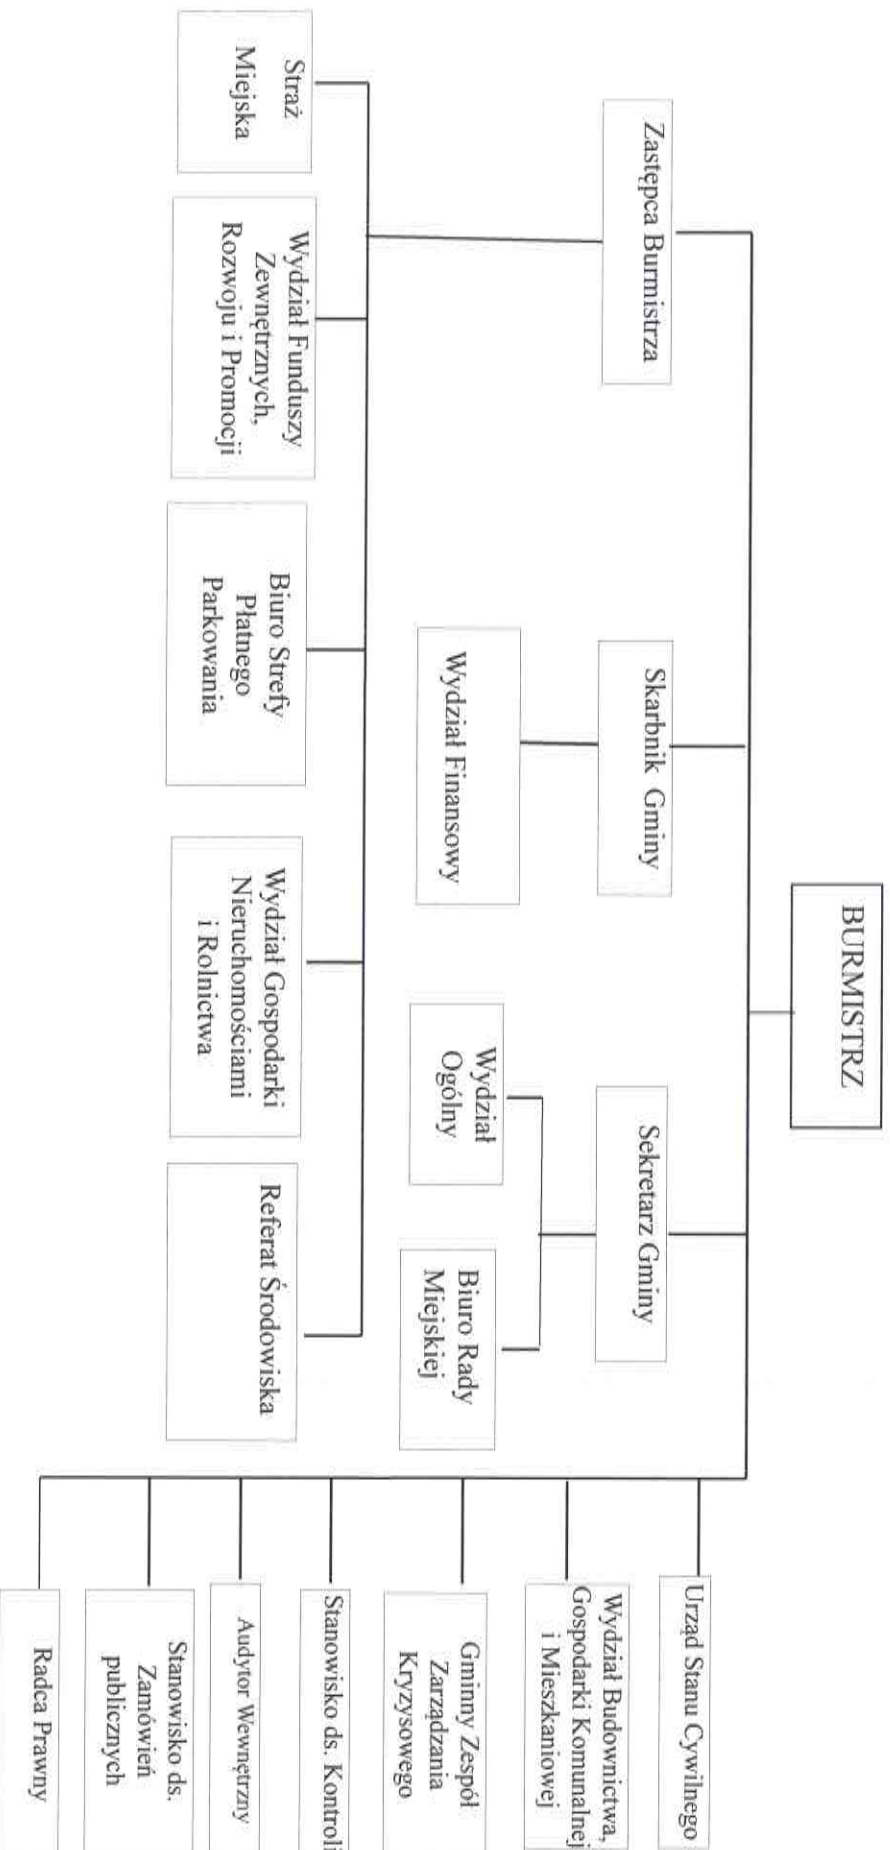 BURMISTRZ
Zastępca Burmistrza
Skarbnik Gminy
Sekretarz Gminy
Wydział Finansowy
Wydział
Ogólny
Biuro Rady
Miejskiej
Straż
Miejska
Wydział Funduszy
Zewnętrznych,
Rozwoju i Promocji
Biuro Strefy
Płatnego
Parkowania
Wydział Gospodarki
Nieruchomościami
i Rolnictwa
Referat Środowiska
Urząd Stanu Cywilnego
Wydział Budownictwa,
Gospodarki Komunalnej
i Mieszkaniowej
Gminny Zespół
Zarządzania
Kryzysowego
Stanowisko ds. Kontroli
Audytor Wewnętrzny
Stanowisko ds.
Zamówień
publicznych
Radca Prawny